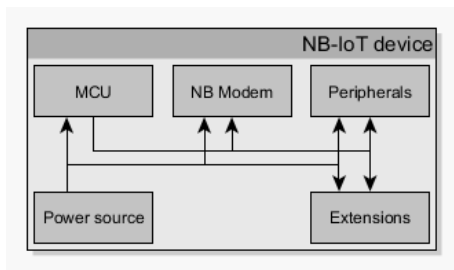 NB-IoT device
MCU
NB Modem
Peripherals
Power source
Extensions